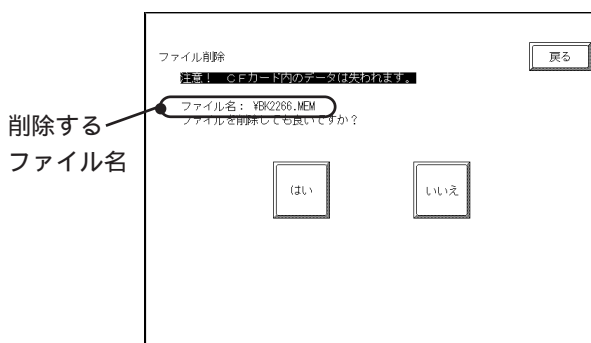 ファイル削除
戻る
注意！ ＣＦカード内のデータは失われます。
ファイル名： ¥BK2266.MEM
ファイルを削除しても良いですか？
削除する
ファイル名
はい
いいえ